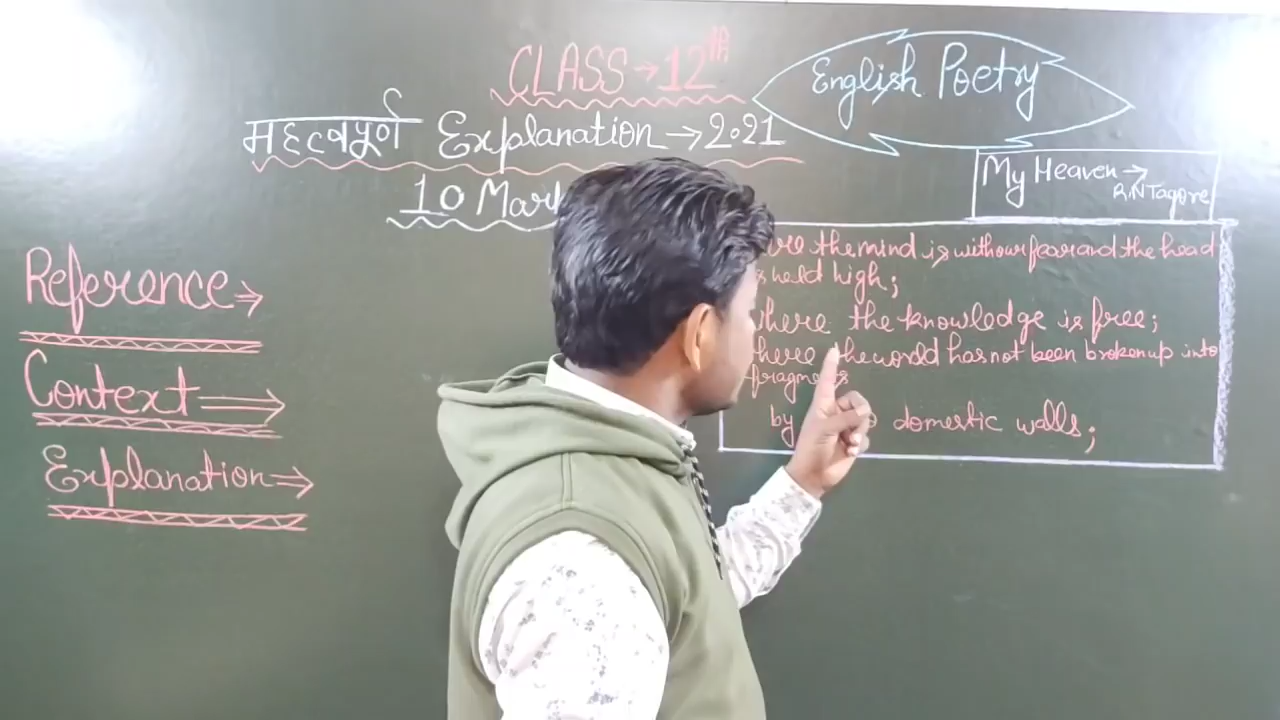 CLASS → 12th
English Poetry
महत्वपूर्ण Explanation → 2021
10 Mar
My Heaven →
R.N Tagore
Reference →
Context →
Explanation →
the mind is without fear and the head
held high;
where the knowledge is free;
the world has not been broken up into
fragments
by domestic walls;